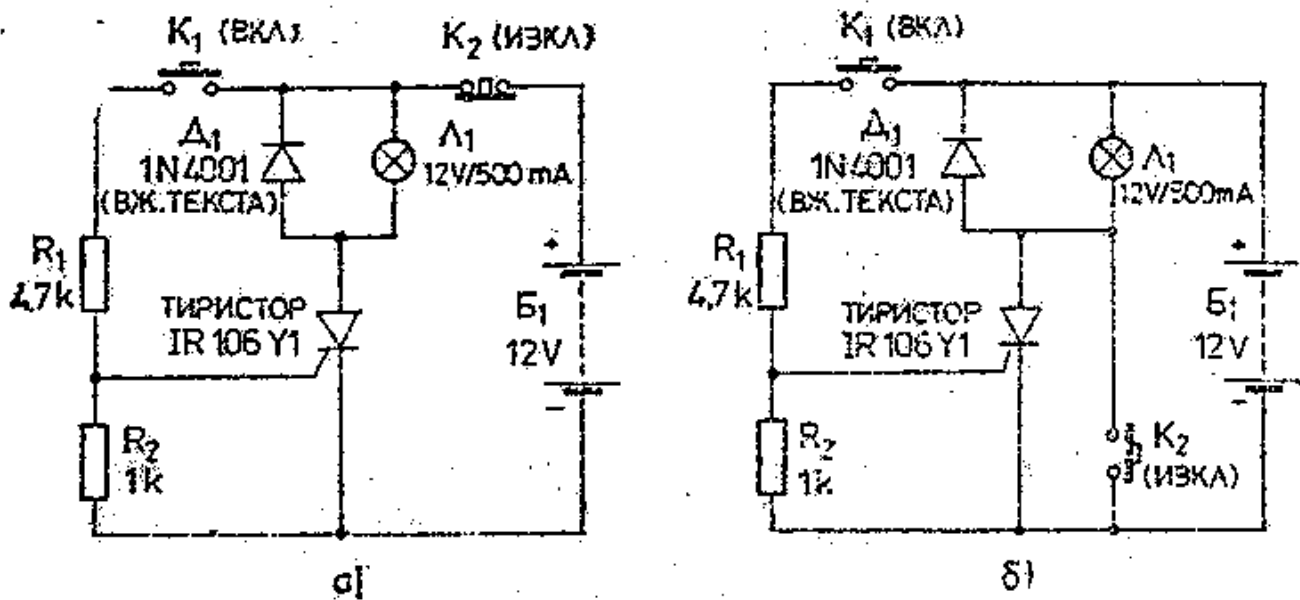 K₁ (ВКЛ)
K₂ (ИЗКЛ)
Д₁
1N4001
(ВЖ.ТЕКСТА)
Л₁
12V/500mA
R₁
4,7k
ТИРИСТОР
IR 106 Y1
+
Б₁
12V
-
R₂
1k
а)
K₁ (ВКЛ)
Д₁
1N4001
(ВЖ.ТЕКСТА)
Л₁
12V/500mA
R₁
4,7k
ТИРИСТОР
IR 106 Y1
+
Б₁
12V
-
R₂
1k
K₂
(ИЗКЛ)
б)